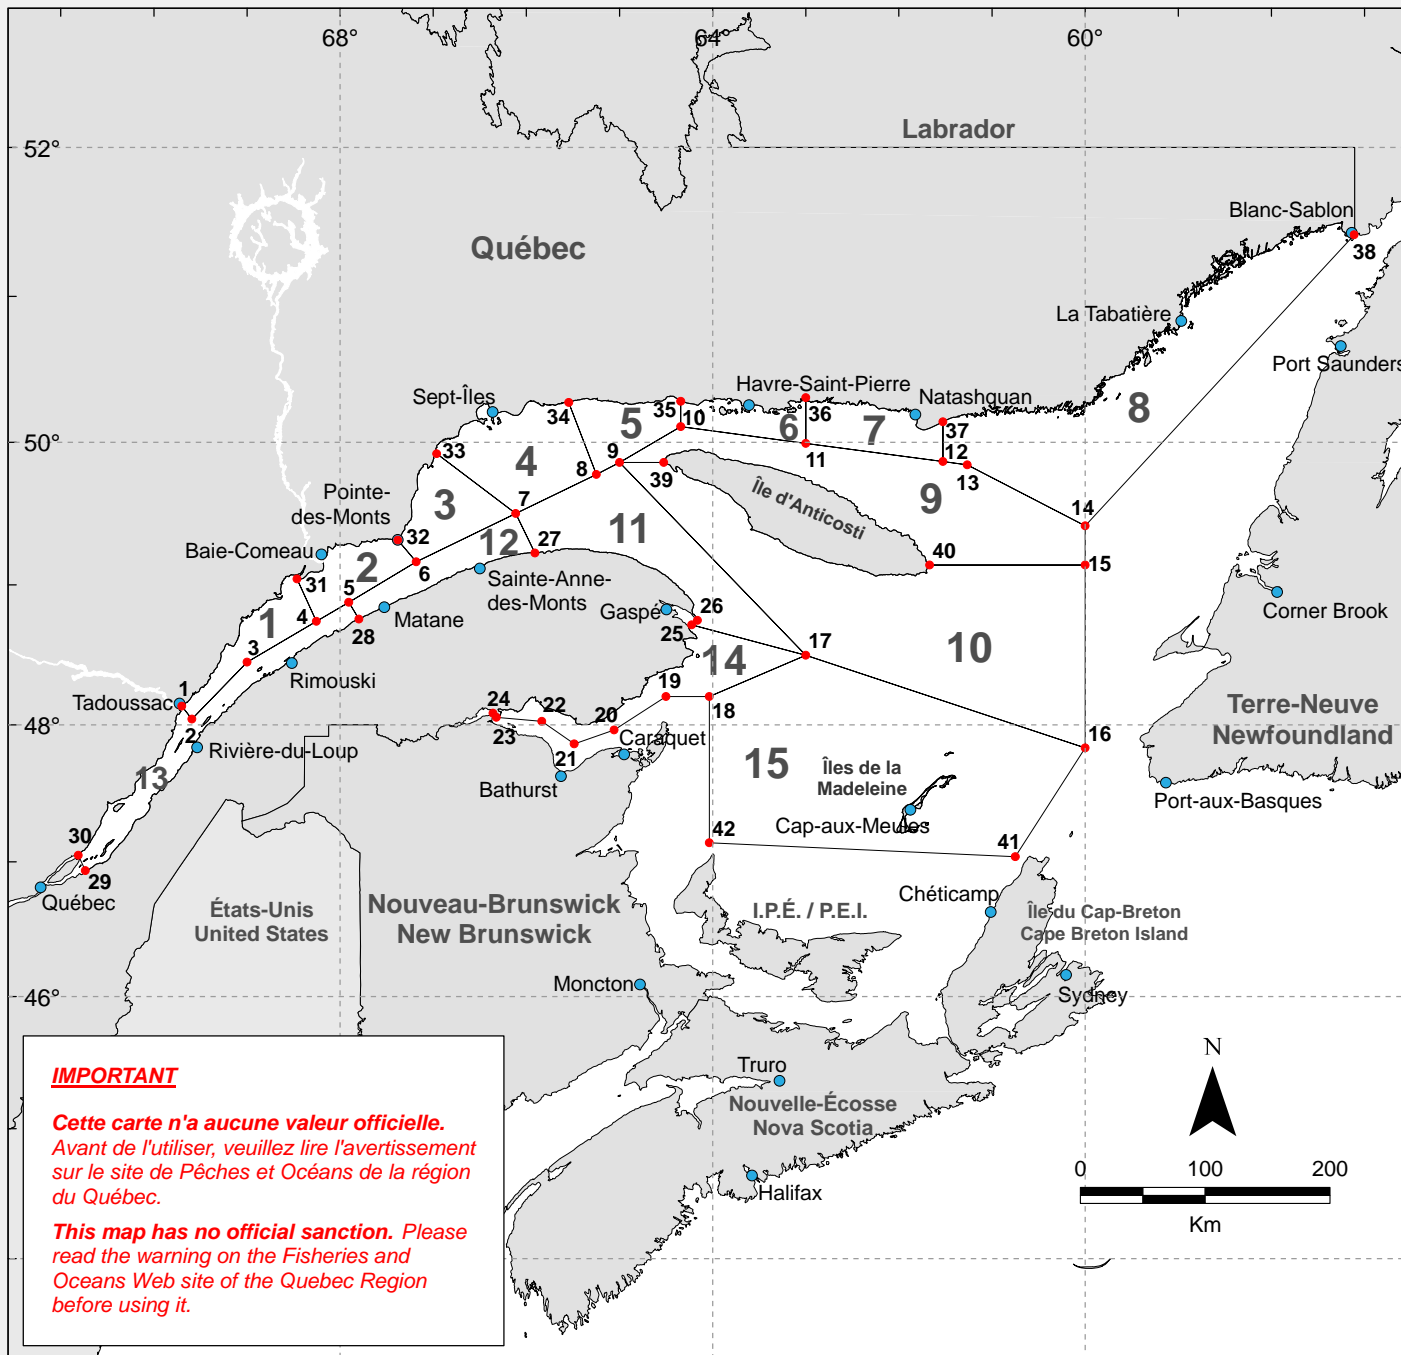 68°
64°
60°
Labrador
52°
Blanc-Sablon
38
Québec
La Tabatière
Port Saunders
8
Havre-Saint-Pierre
Natashquan
Sept-Îles
34
35
10
36
37
5
6
7
50°
33
4
8
9
39
11
12
13
Île d'Anticosti
9
Pointe-
des-Monts
3
7
11
14
32
12
27
40
15
Baie-Comeau
2
6
31
Sainte-Anne-
des-Monts
5
Corner Brook
1
4
28
Matane
Gaspé
26
25
3
17
10
14
Rimouski
1
Tadoussac
24
22
19
18
2
23
20
48°
Caraquet
16
Terre-Neuve
Newfoundland
Rivière-du-Loup
21
15
Îles de la
Madeleine
13
Bathurst
Port-aux-Basques
Cap-aux-Meules
30
42
41
29
Québec
Chéticamp
États-Unis
United States
Nouveau-Brunswick
New Brunswick
I.P.É. / P.E.I.
Île du Cap-Breton
Cape Breton Island
Moncton
46°
Sydney
IMPORTANT
Cette carte n'a aucune valeur officielle.
Avant de l'utiliser, veuillez lire l'avertissement
sur le site de Pêches et Océans de la région
du Québec.
This map has no official sanction. Please
read the warning on the Fisheries and
Oceans Web site of the Quebec Region
before using it.
Truro
Nouvelle-Écosse
Nova Scotia
Halifax
N
0 100 200
Km